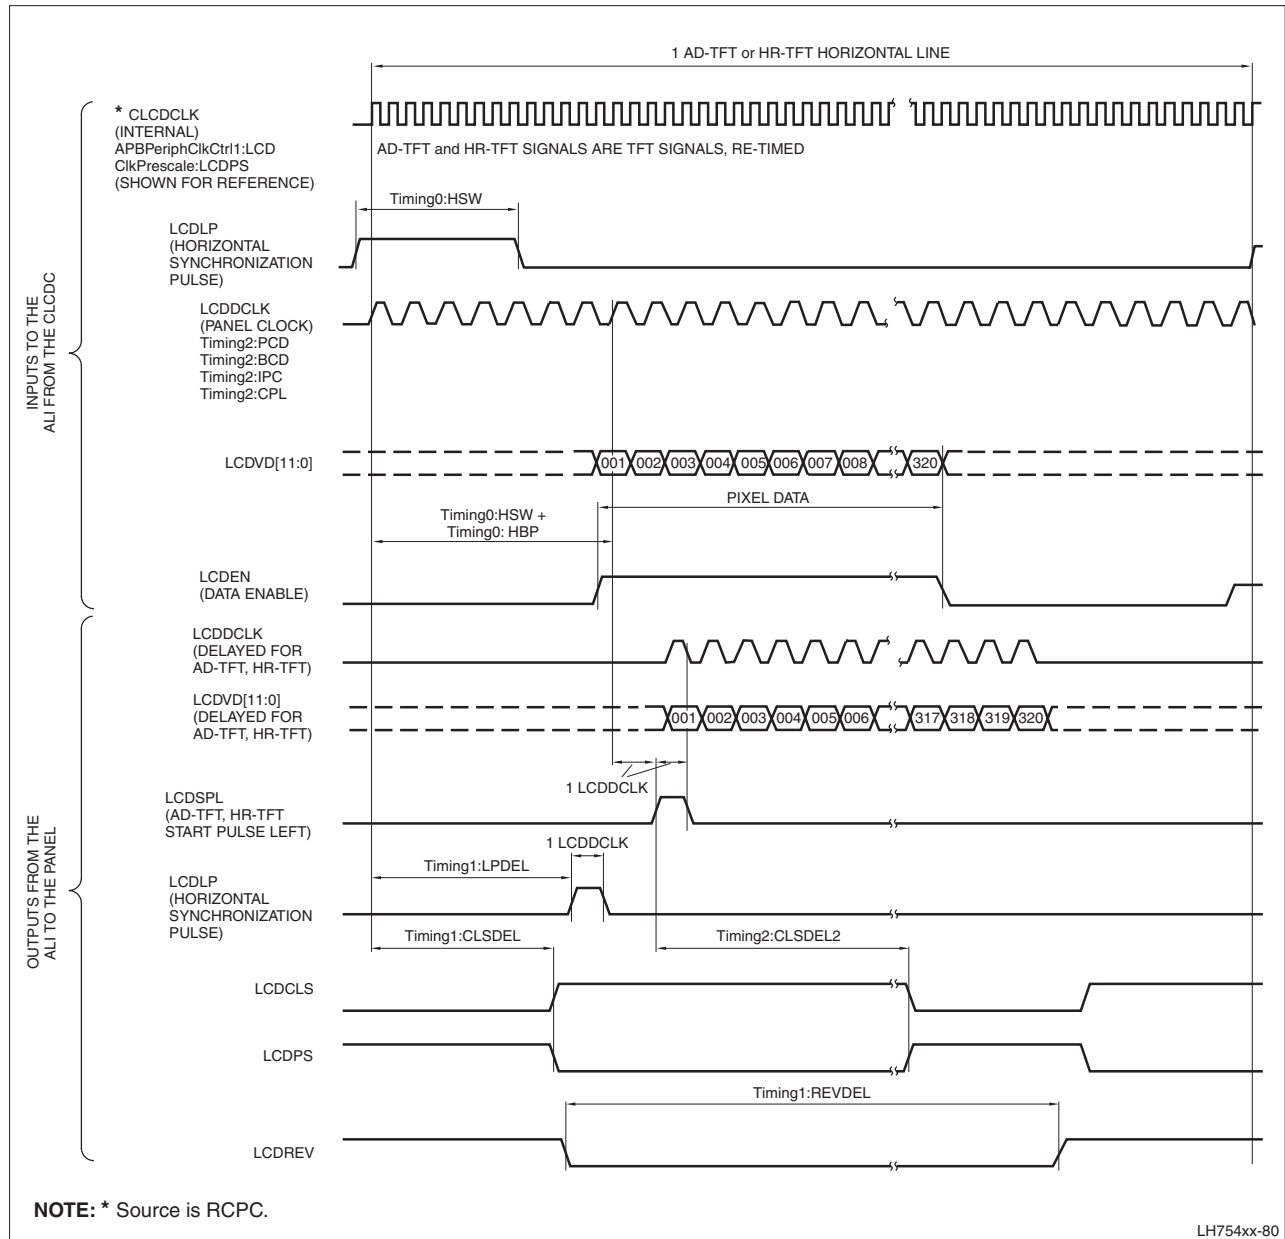 1 AD-TFT or HR-TFT HORIZONTAL LINE
* CLCDCLK
(INTERNAL)
APBPeriphClkCtrl1:LCD
ClkPrescale:LCDPS
(SHOWN FOR REFERENCE)
AD-TFT and HR-TFT SIGNALS ARE TFT SIGNALS, RE-TIMED
Timing0:HSW
LCDLP
(HORIZONTAL
SYNCHRONIZATION
PULSE)
INPUTS TO THE
ALI FROM THE CLCDC
LCDDCLK
(PANEL CLOCK)
Timing2:PCD
Timing2:BCD
Timing2:IPC
Timing2:CPL
LCDVD[11:0]
001 002 003 004 005 006 007 008 320
PIXEL DATA
Timing0:HSW +
Timing0: HBP
LCDEN
(DATA ENABLE)
LCDDCLK
(DELAYED FOR
AD-TFT, HR-TFT)
LCDVD[11:0]
(DELAYED FOR
AD-TFT, HR-TFT)
001 002 003 004 005 006 317 318 319 320
1 LCDDCLK
LCDSPL
(AD-TFT, HR-TFT
START PULSE LEFT)
1 LCDDCLK
Timing1:LPDEL
LCDLP
(HORIZONTAL
SYNCHRONIZATION
PULSE)
OUTPUTS FROM THE
ALI TO THE PANEL
Timing1:CLSDEL
Timing2:CLSDEL2
LCDCLS
LCDPS
Timing1:REVDEL
LCDREV
NOTE: * Source is RCPC.
LH754xx-80